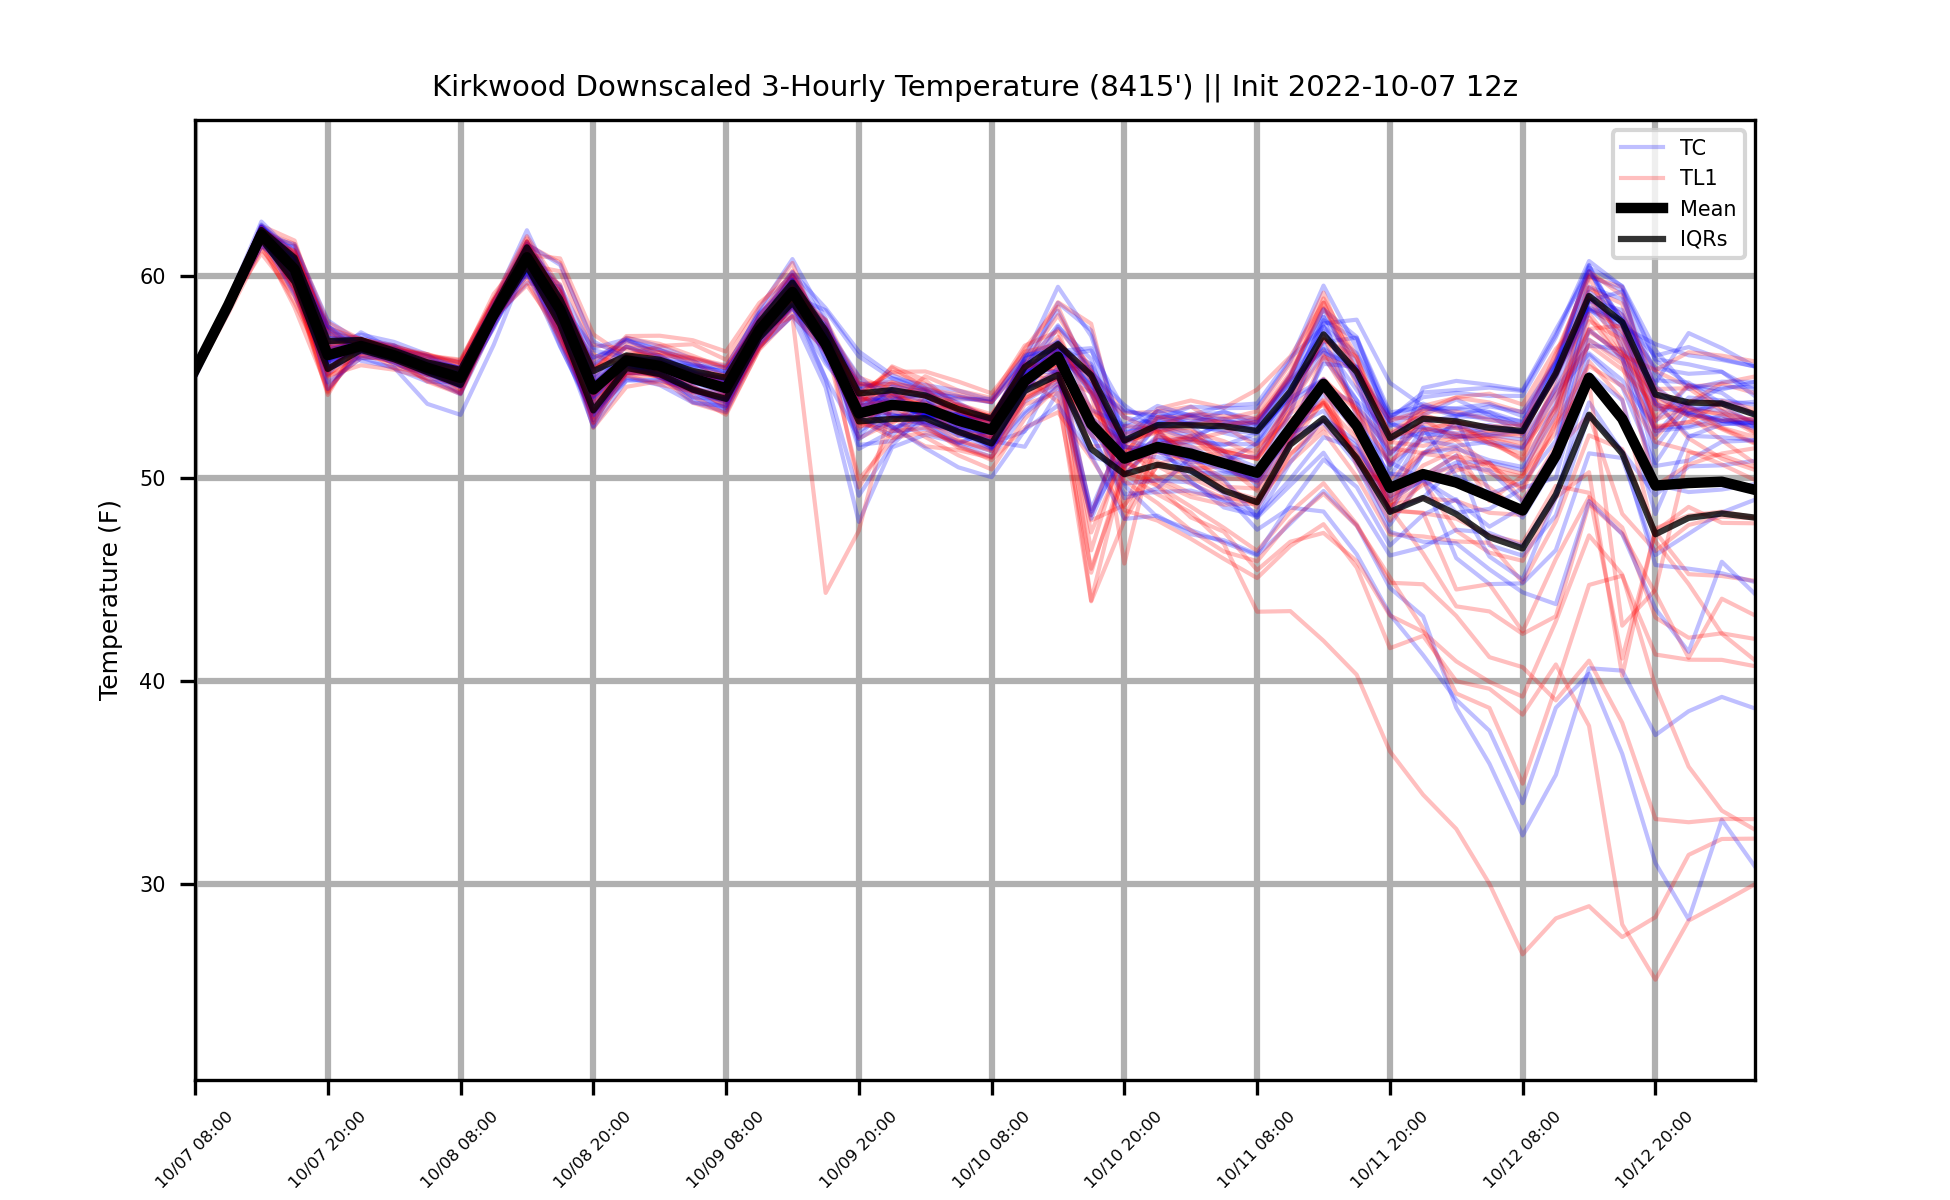 Kirkwood Downscaled 3-Hourly Temperature (8415') || Init 2022-10-07 12z
TC
TL1
Mean
IQRs
Temperature (F)
60
50
40
30
10/07 08:00
10/07 20:00
10/08 08:00
10/08 20:00
10/09 08:00
10/09 20:00
10/10 08:00
10/10 20:00
10/11 08:00
10/11 20:00
10/12 08:00
10/12 20:00